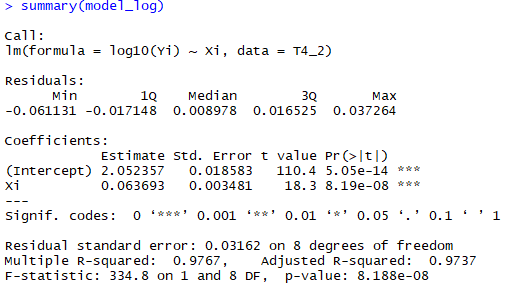 > summary(model_log)
Call:
lm(formula = log10(Yi) ~ Xi, data = T4_2)
Residuals:
      Min        1Q    Median        3Q       Max
-0.061131 -0.017148  0.008978  0.016525  0.037264
Coefficients:
            Estimate Std. Error t value Pr(>|t|)
(Intercept) 2.052357   0.018583   110.4 5.05e-14 ***
Xi          0.063693   0.003481    18.3 8.19e-08 ***
---
Signif. codes:  0 ‘***’ 0.001 ‘**’ 0.01 ‘*’ 0.05 ‘.’ 0.1 ‘ ’ 1
Residual standard error: 0.03162 on 8 degrees of freedom
Multiple R-squared:  0.9767,    Adjusted R-squared:  0.9737
F-statistic: 334.8 on 1 and 8 DF,  p-value: 8.188e-08